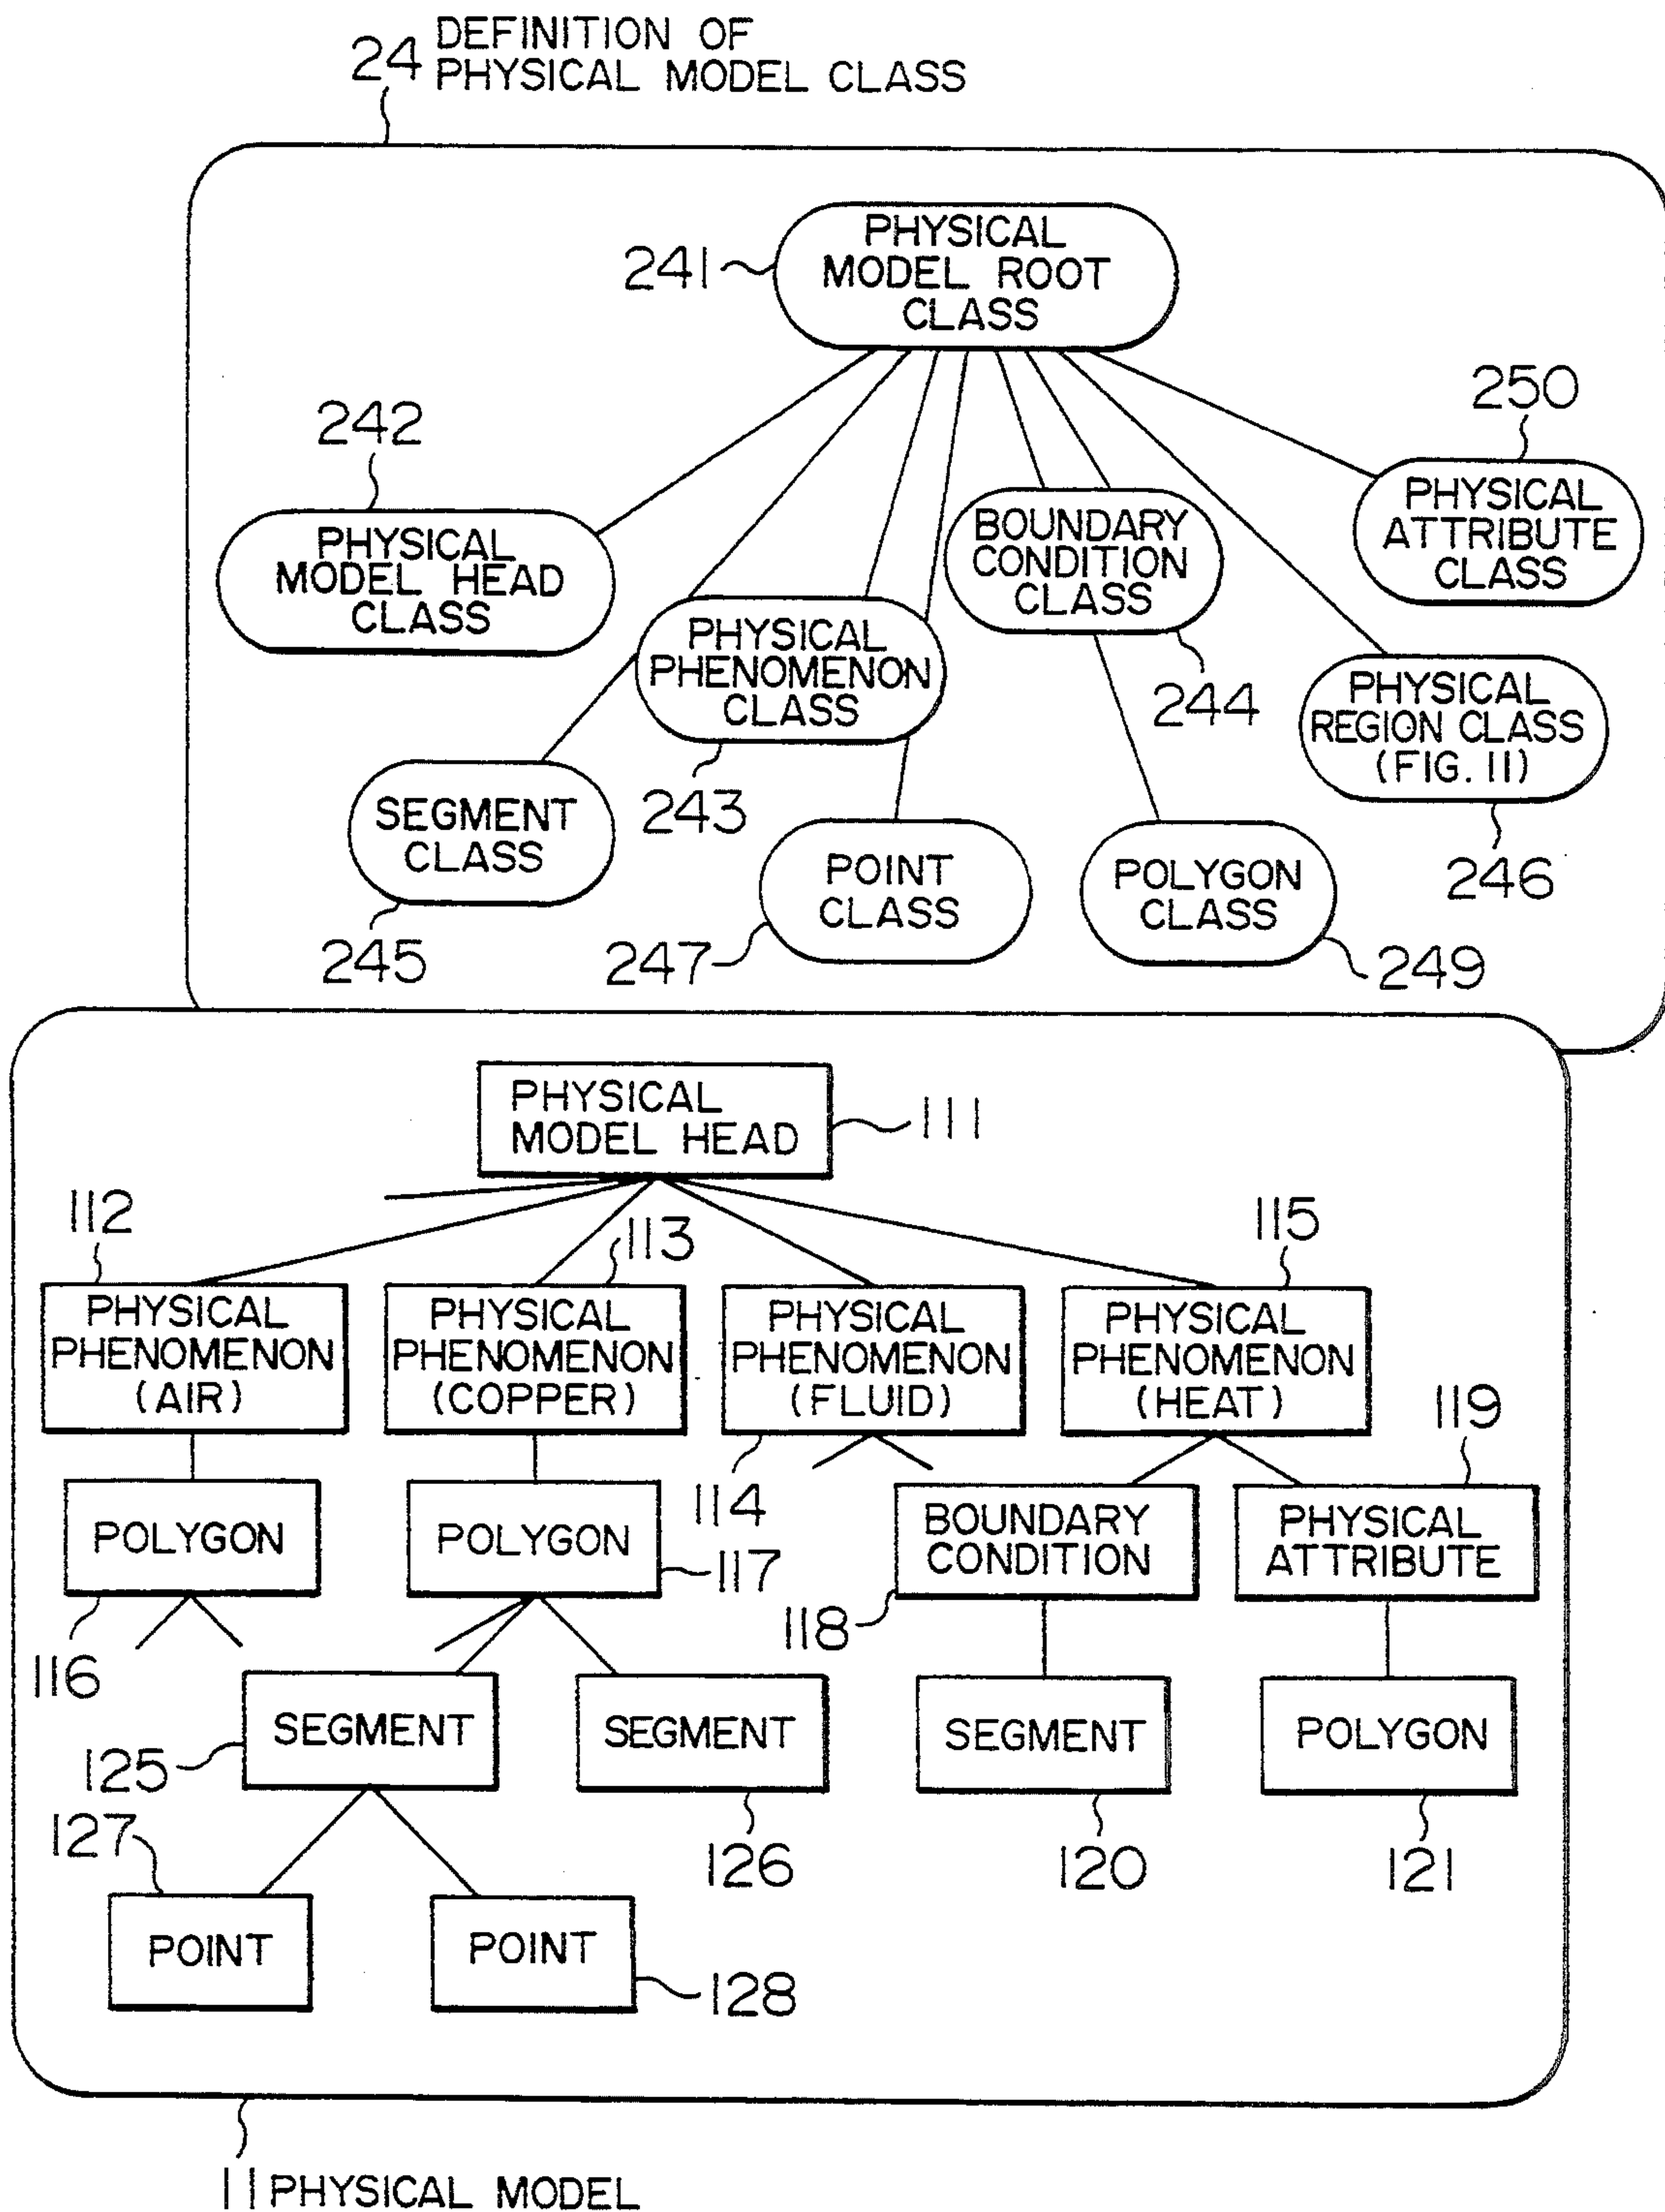 24 DEFINITION OF
PHYSICAL MODEL CLASS
241
PHYSICAL
MODEL ROOT
CLASS
242
250
PHYSICAL
MODEL HEAD
CLASS
BOUNDARY
CONDITION
CLASS
PHYSICAL
ATTRIBUTE
CLASS
PHYSICAL
PHENOMENON
CLASS
244
PHYSICAL
REGION CLASS
(FIG. 11)
243
SEGMENT
CLASS
POINT
CLASS
POLYGON
CLASS
246
245
247
249
PHYSICAL
MODEL HEAD
111
112
113
115
PHYSICAL
PHENOMENON
(AIR)
PHYSICAL
PHENOMENON
(COPPER)
PHYSICAL
PHENOMENON
(FLUID)
PHYSICAL
PHENOMENON
(HEAT)
119
114
POLYGON
POLYGON
117
BOUNDARY
CONDITION
PHYSICAL
ATTRIBUTE
118
116
SEGMENT
SEGMENT
SEGMENT
POLYGON
125
127
126
120
121
POINT
POINT
128
11 PHYSICAL MODEL